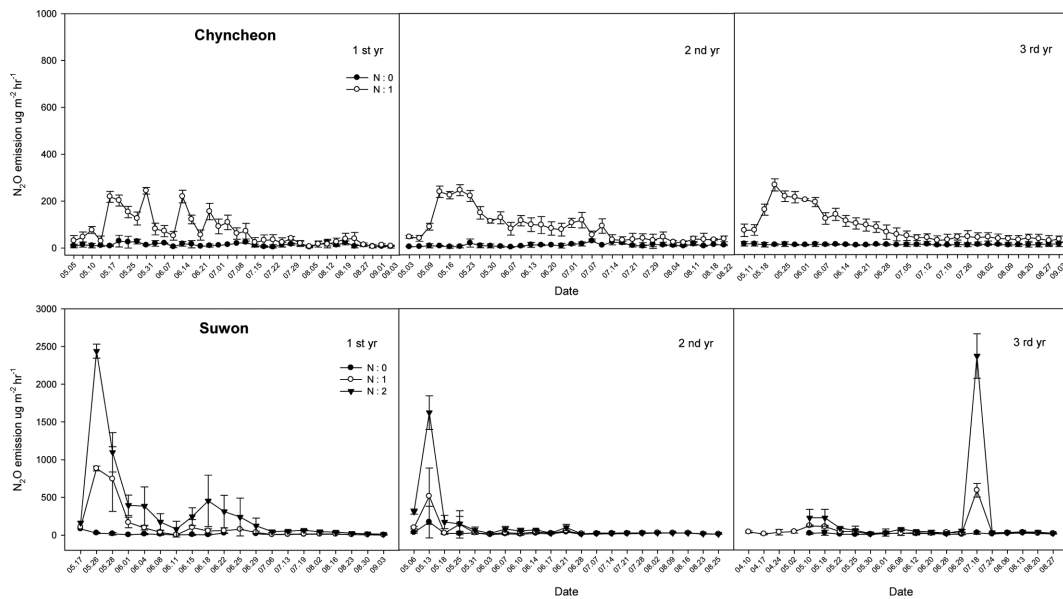 1000
800
600
400
200
0
N₂O emission ug m⁻² hr⁻¹
Chyncheon
1 st yr
N : 0
N : 1
2 nd yr
3 rd yr
05.05 05.10 05.17 05.25 05.31 06.07 06.14 06.21 07.01 07.08 07.15 07.22 07.29 08.05 08.12 08.19 08.27 09.01 09.03
05.03 05.09 05.16 05.23 05.30 06.07 06.13 06.20 07.01 07.07 07.14 07.21 07.29 08.04 08.11 08.18 08.22
05.11 05.18 05.25 06.01 06.07 06.14 06.21 06.28 07.05 07.12 07.19 07.26 08.02 08.09 08.20 08.30
Date
3000
2500
2000
1500
1000
500
0
N₂O emission ug m⁻² hr⁻¹
Suwon
1 st yr
N : 0
N : 1
N : 2
2 nd yr
3 rd yr
05.17 05.26 05.28 06.01 06.04 06.08 06.11 06.15 06.18 06.22 06.25 06.29 07.06 07.13 07.19 08.02 08.16 08.30 09.03
05.06 05.13 05.18 05.25 05.31 06.03 06.07 06.10 06.14 06.17 06.21 06.28 07.07 07.14 07.21 07.28 08.02 08.09 08.18 08.25
04.10 04.17 04.24 05.02 05.10 05.18 05.22 05.25 05.30 06.01 06.08 06.12 06.20 06.26 06.29 07.18 07.24 08.06 08.13 08.20 08.27
Date
Date